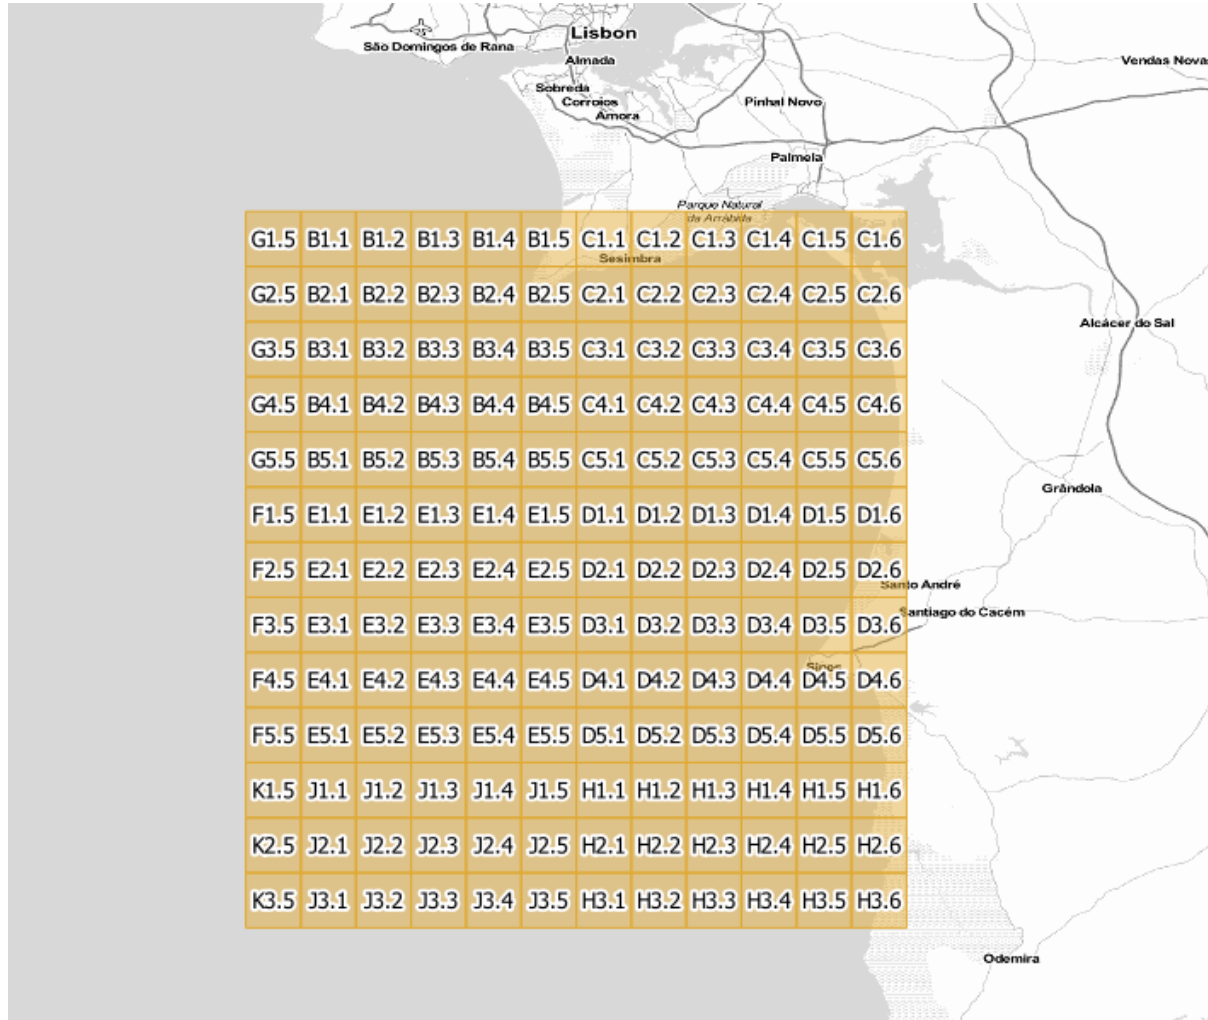 Lisbon
25
São Domingos de Rana
Almada
Vendas Novas
Sobreda
Corroios
Pinhal Novo
Amora
Palmela
Parque Natural
da Arrábida
G1.5 B1.1 B1.2 B1.3 B1.4 B1.5 C1.1 C1.2 C1.3 C1.4 C1.5 C1.6
Sesimbra
G2.5 B2.1 B2.2 B2.3 B2.4 B2.5 C2.1 C2.2 C2.3 C2.4 C2.5 C2.6
Alcácer do Sal
G3.5 B3.1 B3.2 B3.3 B3.4 B3.5 C3.1 C3.2 C3.3 C3.4 C3.5 C3.6
G4.5 B4.1 B4.2 B4.3 B4.4 B4.5 C4.1 C4.2 C4.3 C4.4 C4.5 C4.6
G5.5 B5.1 B5.2 B5.3 B5.4 B5.5 C5.1 C5.2 C5.3 C5.4 C5.5 C5.6
Grândola
F1.5 E1.1 E1.2 E1.3 E1.4 E1.5 D1.1 D1.2 D1.3 D1.4 D1.5 D1.6
F2.5 E2.1 E2.2 E2.3 E2.4 E2.5 D2.1 D2.2 D2.3 D2.4 D2.5 D2.6
Santo André
Santiago do Cacém
F3.5 E3.1 E3.2 E3.3 E3.4 E3.5 D3.1 D3.2 D3.3 D3.4 D3.5 D3.6
Sines
F4.5 E4.1 E4.2 E4.3 E4.4 E4.5 D4.1 D4.2 D4.3 D4.4 D4.5 D4.6
F5.5 E5.1 E5.2 E5.3 E5.4 E5.5 D5.1 D5.2 D5.3 D5.4 D5.5 D5.6
K1.5 J1.1 J1.2 J1.3 J1.4 J1.5 H1.1 H1.2 H1.3 H1.4 H1.5 H1.6
K2.5 J2.1 J2.2 J2.3 J2.4 J2.5 H2.1 H2.2 H2.3 H2.4 H2.5 H2.6
K3.5 J3.1 J3.2 J3.3 J3.4 J3.5 H3.1 H3.2 H3.3 H3.4 H3.5 H3.6
Odemira